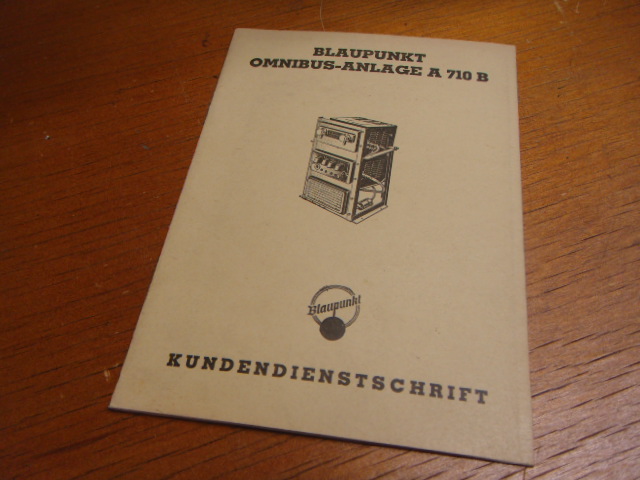 BLAUPUNKT
OMNIBUS-ANLAGE A 710 B
Blaupunkt
KUNDENDIENSTSCHRIFT